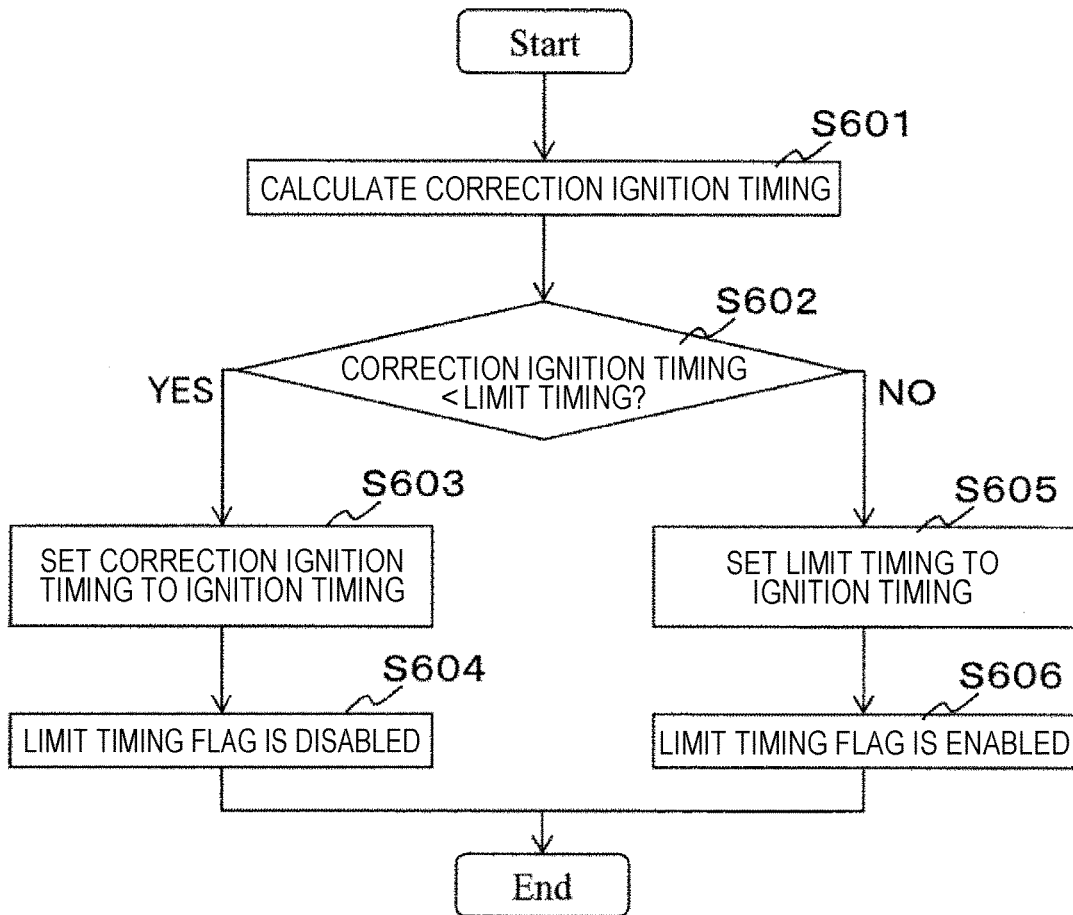 Start
S601
CALCULATE CORRECTION IGNITION TIMING
S602
CORRECTION IGNITION TIMING
< LIMIT TIMING?
YES
NO
S603
SET CORRECTION IGNITION
TIMING TO IGNITION TIMING
S605
SET LIMIT TIMING TO
IGNITION TIMING
S604
LIMIT TIMING FLAG IS DISABLED
S606
LIMIT TIMING FLAG IS ENABLED
End